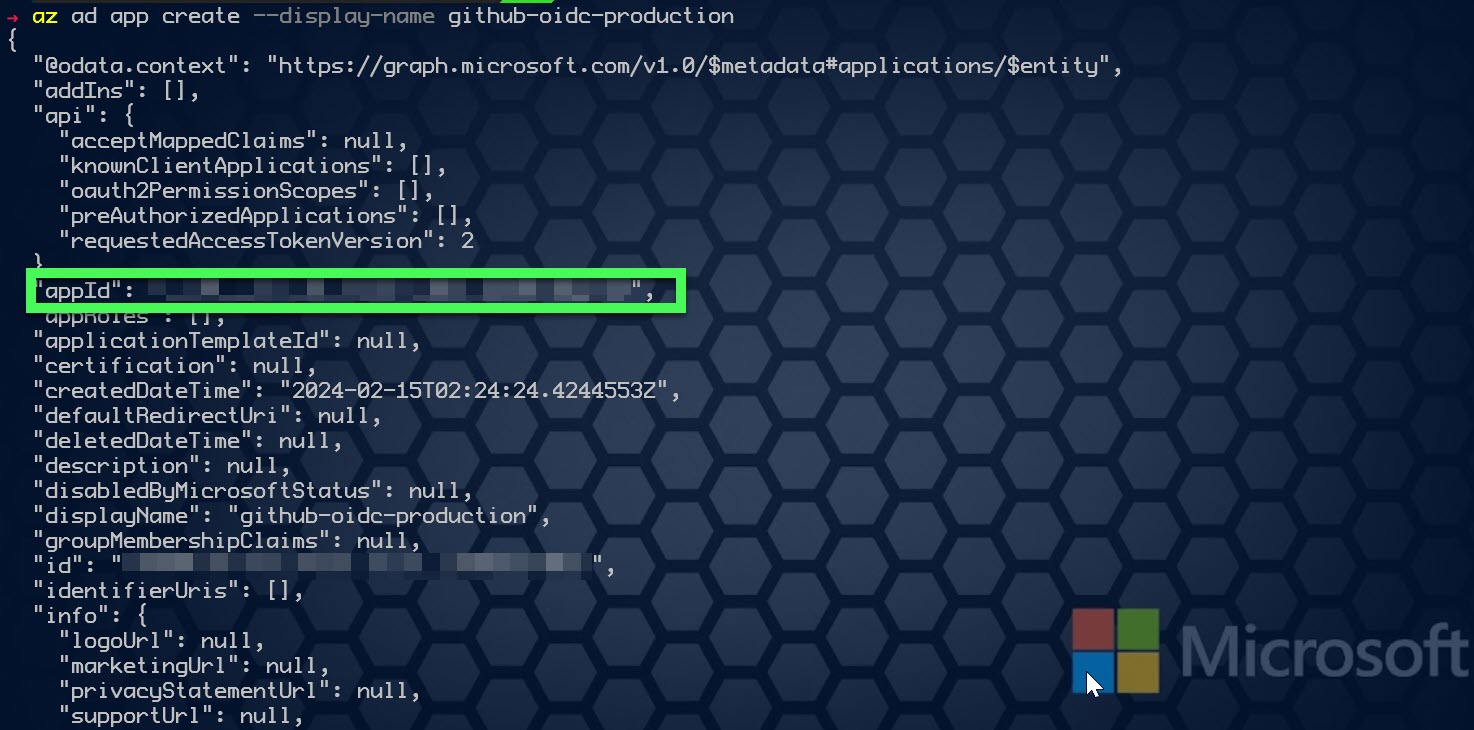 → az ad app create --display-name github-oidc-production
{
"@odata.context": "https://graph.microsoft.com/v1.0/$metadata#applications/$entity",
"addIns": [],
"api": {
"acceptMappedClaims": null,
"knownClientApplications": [],
"oauth2PermissionScopes": [],
"preAuthorizedApplications": [],
"requestedAccessTokenVersion": 2
}
"appId": ",
appRoles": [],
"applicationTemplateId": null,
"certification": null,
"createdDateTime": "2024-02-15T02:24:24.4244553Z",
"defaultRedirectUri": null,
"deletedDateTime": null,
"description": null,
"disabledByMicrosoftStatus": null,
"displayName": "github-oidc-production",
"groupMembershipClaims": null,
"id": "",
"identifierUris": [],
"info": {
"logoUrl": null,
"marketingUrl": null,
"privacyStatementUrl": null,
"supportUrl": null,
Microsoft